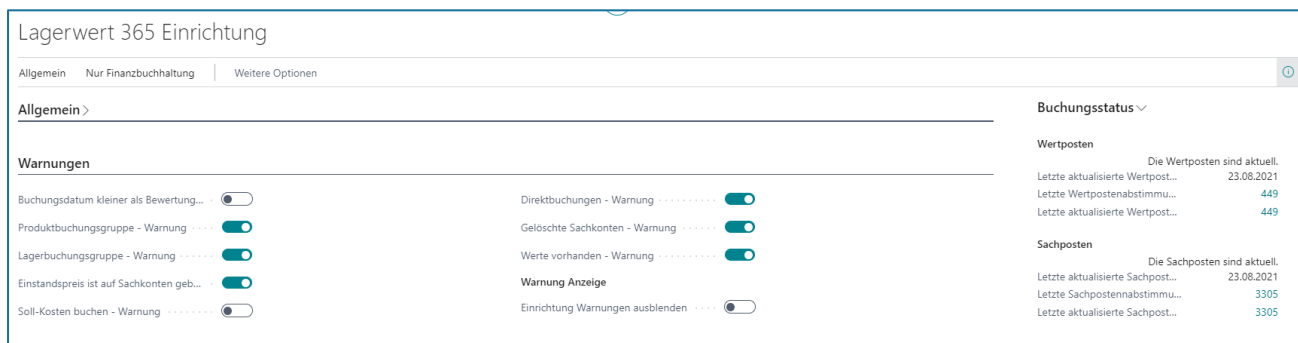 Lagerwert 365 Einrichtung
Allgemein Nur Finanzbuchhaltung Weitere Optionen
Allgemein
Warnungen
Buchungsdatum kleiner als Bewertung...
Produktbuchungsgruppe - Warnung
Lagerbuchungsgruppe - Warnung
Einstandspreis ist auf Sachkonten geb...
Soll-Kosten buchen - Warnung
Direktbuchungen - Warnung
Gelöschte Sachkonten - Warnung
Werte vorhanden - Warnung
Warnung Anzeige
Einrichtung Warnungen ausblenden
Buchungsstatus
Wertposten
Die Wertposten sind aktuell.
Letzte aktualisierte Wertpost... 23.08.2021
Letzte Wertpostenabstimmu... 449
Letzte aktualisierte Wertpost... 449
Sachposten
Die Sachposten sind aktuell.
Letzte aktualisierte Sachpost... 23.08.2021
Letzte Sachpostennabstimmu... 3305
Letzte aktualisierte Sachpost... 3305